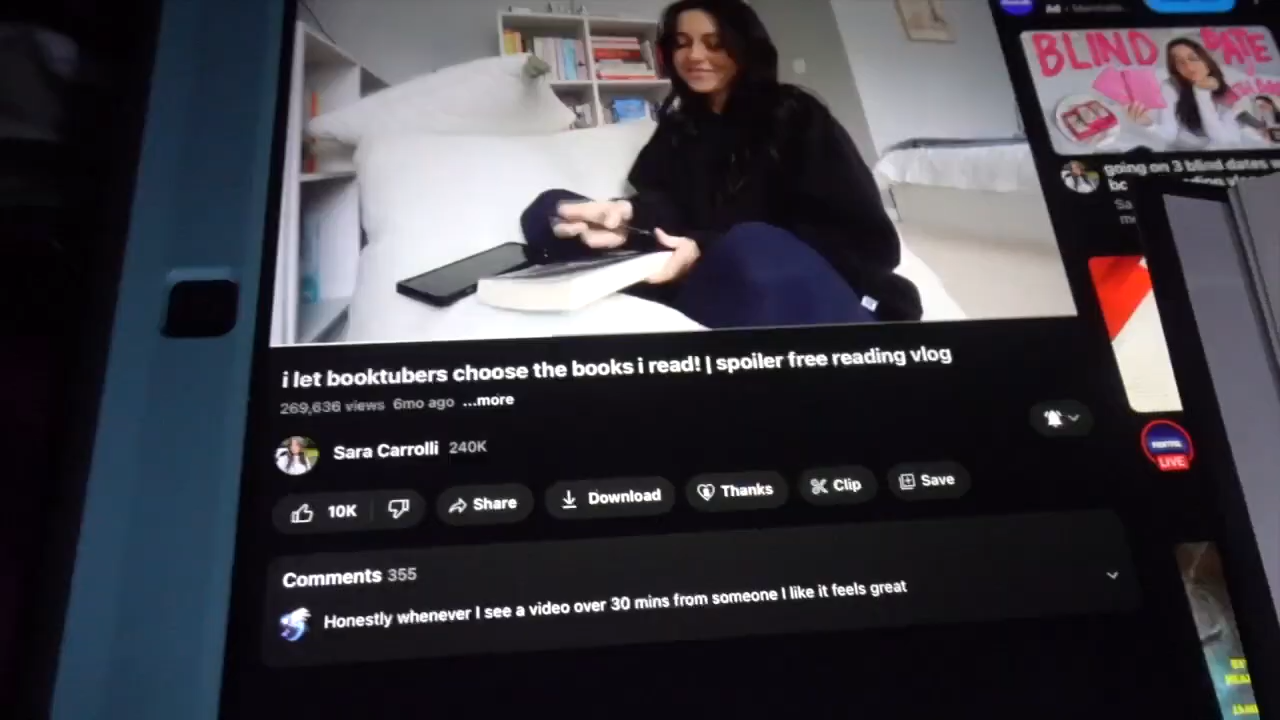 BLIND DATE
going on 3 blind dates
i let booktubers choose the books i read! | spoiler free reading vlog
269,636 views 6mo ago ...more
Sara Carrolli 240K
LIVE
10K Share Download Thanks Clip Save
Comments 355
Honestly whenever I see a video over 30 mins from someone I like it feels great